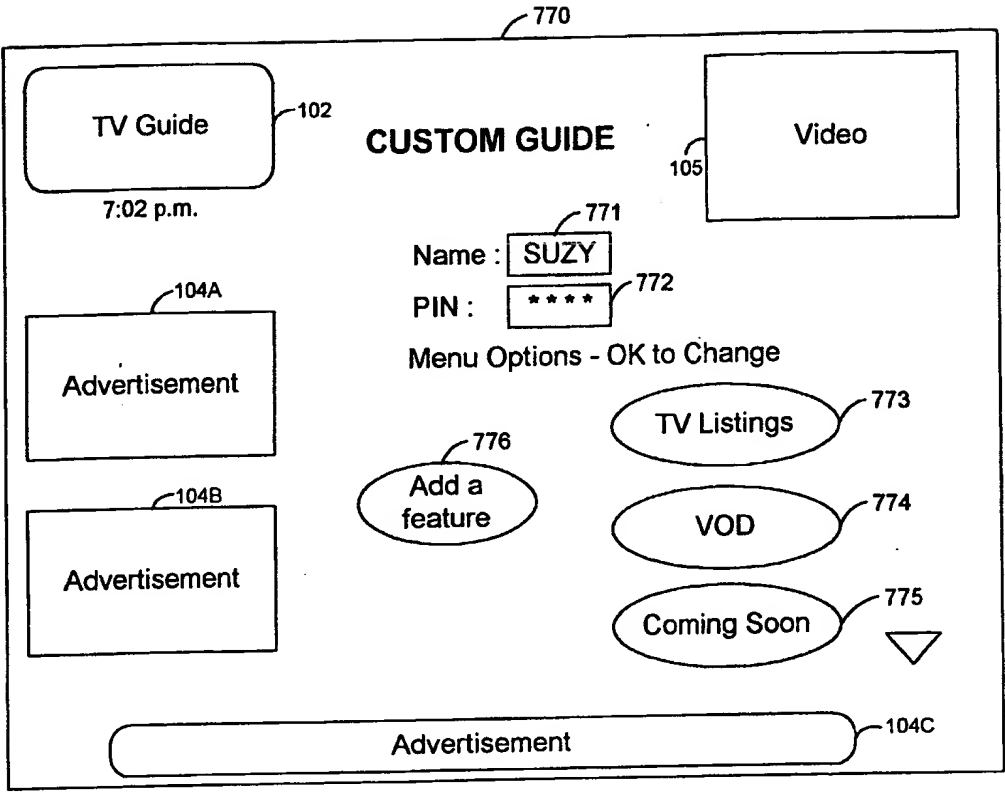 770
TV Guide
102
CUSTOM GUIDE
Video
105
7:02 p.m.
771
Name : SUZY
PIN : ****
772
104A
Menu Options - OK to Change
Advertisement
TV Listings
773
776
Add a
feature
104B
VOD
774
Advertisement
Coming Soon
775
Advertisement
104C